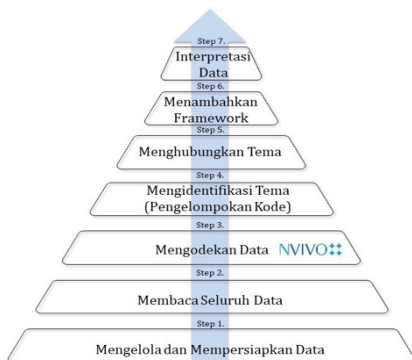 Step 7.
Interpretasi
Data
Step 6.
Menambahkan
Framework
Step 5.
Menghubungkan Tema
Step 4.
Mengidentifikasi Tema
(Pengelompokan Kode)
Step 3.
Mengodekan Data NVIVO
Step 2.
Membaca Seluruh Data
Step 1.
Mengelola dan Mempersiapkan Data